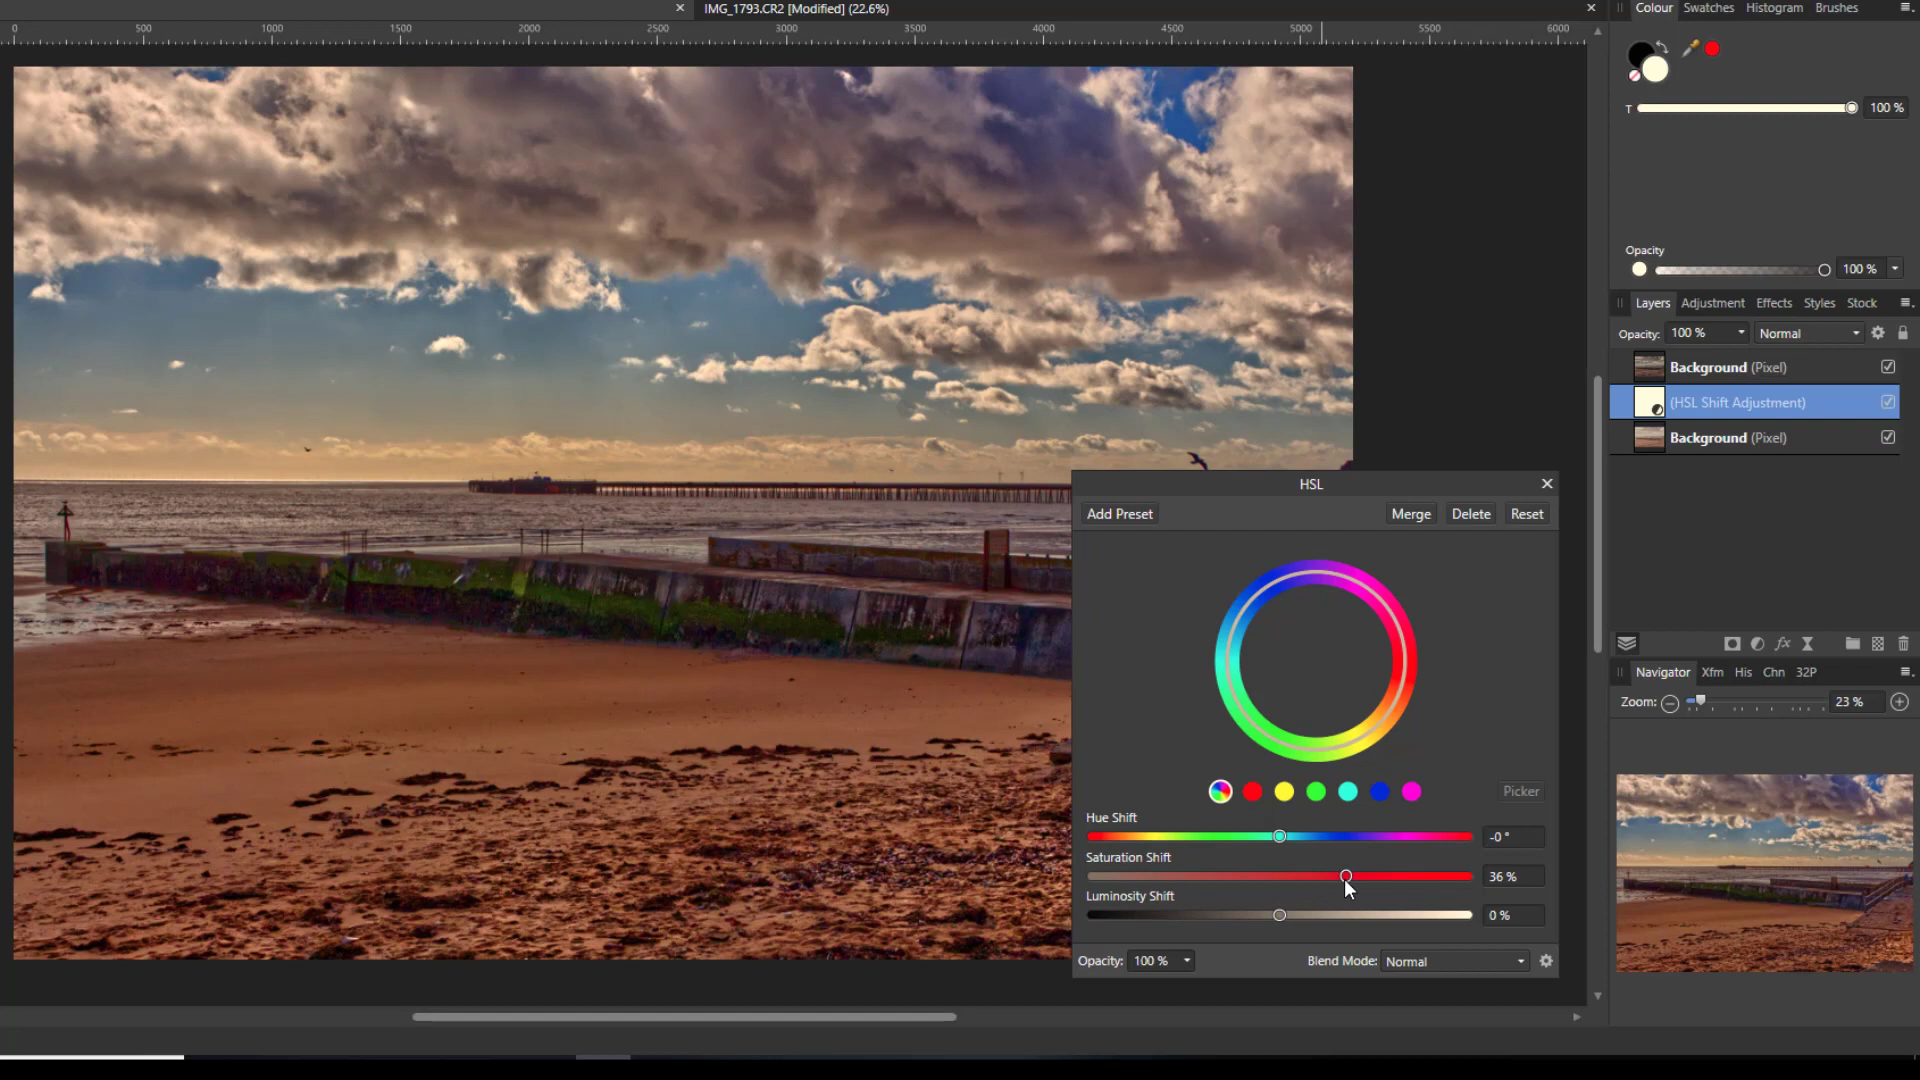 IMG_1793.CR2 [Modified] (22.6%)
Colour Swatches Histogram Brushes
0 500 1000 1500 2000 2500 3000 3500 4000 4500 5000 5500 6000
T 100 %
Opacity
100 %
Layers Adjustment Effects Styles Stock
Opacity: 100 % Normal
Background (Pixel)
(HSL Shift Adjustment)
Background (Pixel)
HSL
Add Preset Merge Delete Reset
Picker
Hue Shift
-0 °
Saturation Shift
36 %
Luminosity Shift
0 %
Opacity: 100 % Blend Mode: Normal
fx
Navigator Xfm His Chn 32P
Zoom: 23 %